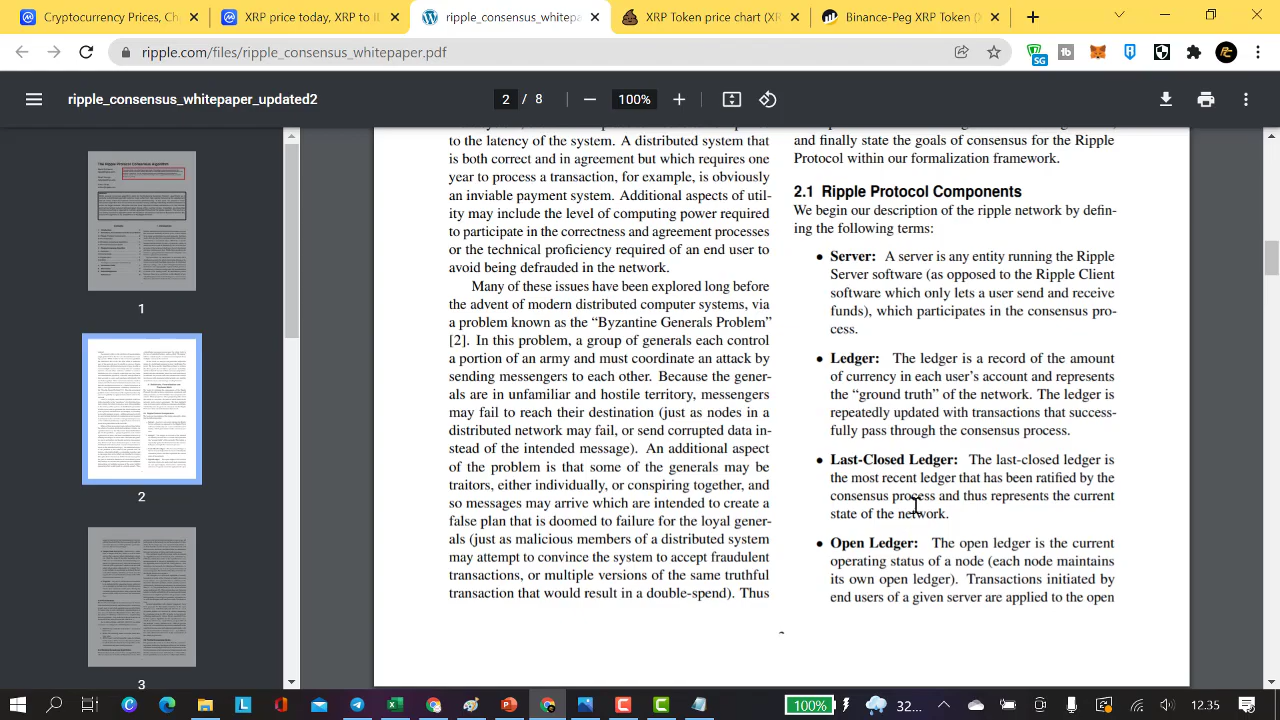 Cryptocurrency Prices, C
XRP price today, XRP to I
ripple_consensus_whitepa
XRP Token price chart (XR
Binance-Peg XRP Token (
ripple.com/files/ripple_consensus_whitepaper.pdf
SG
tb
ripple_consensus_whitepaper_updated2
2 / 8
100%
1
2
3
to the latency of the system. A distributed system that
is both correct and in agreement but which requires one
year to process a transaction, for example, is obviously
an inviable payment system. Additional aspects of util-
ity may include the level of computing power required
to participate in the correctness and agreement processes
or the technical proficiency required of an end user to
avoid being defrauded in the network.
Many of these issues have been explored long before
the advent of modern distributed computer systems, via
a problem known as the “Byzantine Generals Problem”
[2]. In this problem, a group of generals each control
a portion of an army and must coordinate an attack by
sending messengers to each other. Because the gener-
als are in unfamiliar and hostile territory, messengers
may fail to reach their destination (just as nodes in a
distributed network may fail, or send corrupted data in-
stead of the intended message). An additional aspect
of the problem is that some of the generals may be
traitors, either individually, or conspiring together, and
so messages may arrive which are intended to create a
false plan that is doomed to failure for the loyal gener-
als (just as malicious members of a distributed system
may attempt to convince the system to accept fraudulent
transactions, or multiple versions of the same truthful
transaction that would result in a double-spend). Thus
and finally state the goals of consensus for the Ripple
Protocol within our formalization framework.
2.1 Ripple Protocol Components
We begin our description of the ripple network by defin-
ing the following terms:
• Server: A server is any entity running the Ripple
Server software (as opposed to the Ripple Client
software which only lets a user send and receive
funds), which participates in the consensus pro-
cess.
• Ledger: The ledger is a record of the amount
of currency in each user’s account and represents
the “ground truth” of the network. The ledger is
repeatedly updated with transactions that success-
fully pass through the consensus process.
• Last-Closed Ledger: The last-closed ledger is
the most recent ledger that has been ratified by the
consensus process and thus represents the current
state of the network.
• Open Ledger: The open ledger is the current
operating status of a node (each node maintains
its own open ledger). Transactions initiated by
end users of a given server are applied to the open
100%
32...
12.35